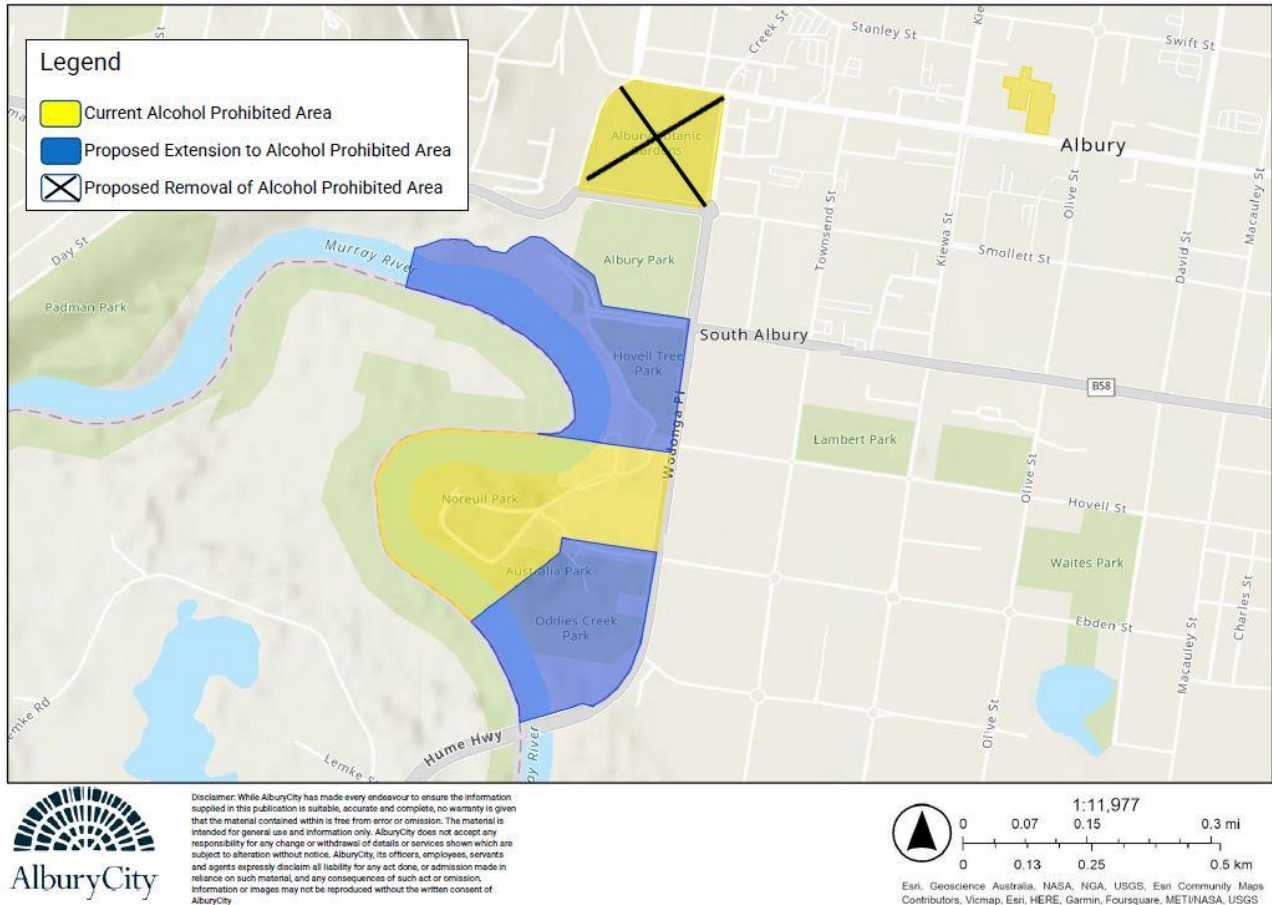 Legend
Current Alcohol Prohibited Area
Proposed Extension to Alcohol Prohibited Area
Proposed Removal of Alcohol Prohibited Area
St
Creek St
Stanley St
Swift St
Albury Botanic
Gardens
Albury
Olive St
Macauley St
Day St
Murray River
Albury Park
Townsend St
Kiewa St
Smollett St
David St
Padman Park
South Albury
Hovell Tree
Park
B58
Wodonga Pl
Lambert Park
Olive St
Hovell St
Noreuil Park
Australia Park
Waites Park
Charles St
Oddies Creek
Park
Ebden St
Macauley St
Olive St
Hume Hwy
AlburyCity
Disclaimer: While AlburyCity has made every endeavour to ensure the information
supplied in this publication is suitable, accurate and complete, no warranty is given
that the material contained within is free from error or omission. The material is
intended for general use and information only. AlburyCity does not accept any
responsibility for any change or withdrawal of details or services shown which are
subject to alteration without notice. AlburyCity, its officers, employees, servants
and agents expressly disclaim all liability for any act done, or admission made in
reliance on such material, and any consequences of such act or omission.
Information or images may not be reproduced without the written consent of
AlburyCity
1:11,977
0 0.07 0.15 0.3 mi
0 0.13 0.25 0.5 km
Esri, Geoscience Australia, NASA, NGA, USGS, Esri Community Maps
Contributors, Vicmap, Esri, HERE, Garmin, Foursquare, METI/NASA, USGS